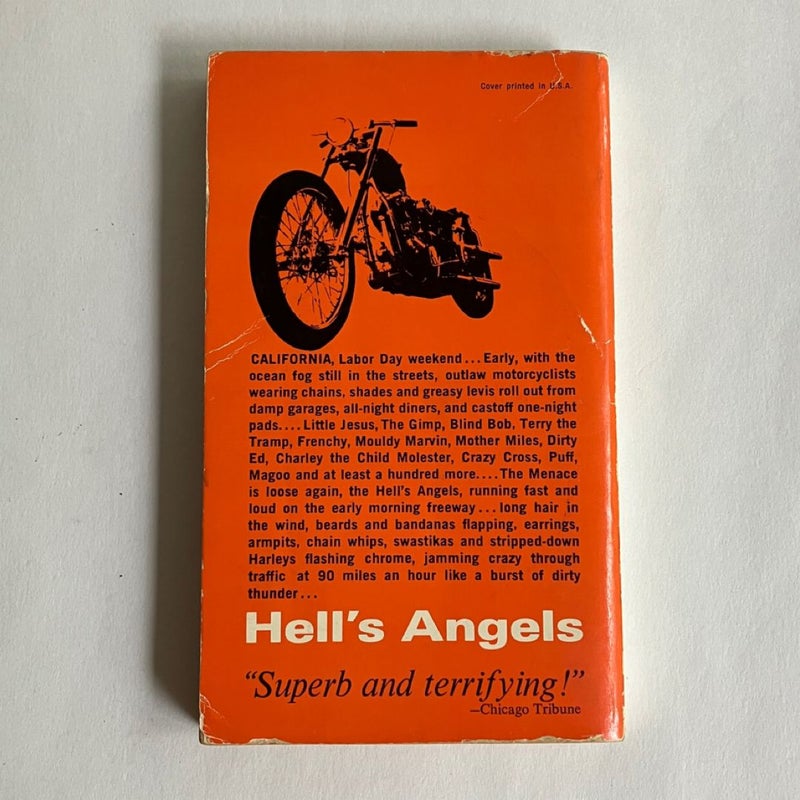 Cover printed in U.S.A.
CALIFORNIA, Labor Day weekend...Early, with the
ocean fog still in the streets, outlaw motorcyclists
wearing chains, shades and greasy levis roll out from
damp garages, all-night diners, and castoff one-night
pads....Little Jesus, The Gimp, Blind Bob, Terry the
Tramp, Frenchy, Mouldy Marvin, Mother Miles, Dirty
Ed, Charley the Child Molester, Crazy Cross, Puff,
Magoo and at least a hundred more....The Menace
is loose again, the Hell's Angels, running fast and
loud on the early morning freeway...long hair in
the wind, beards and bandanas flapping, earrings,
armpits, chain whips, swastikas and stripped-down
Harleys flashing chrome, jamming crazy through
traffic at 90 miles an hour like a burst of dirty
thunder...
Hell's Angels
“Superb and terrifying!”
—Chicago Tribune